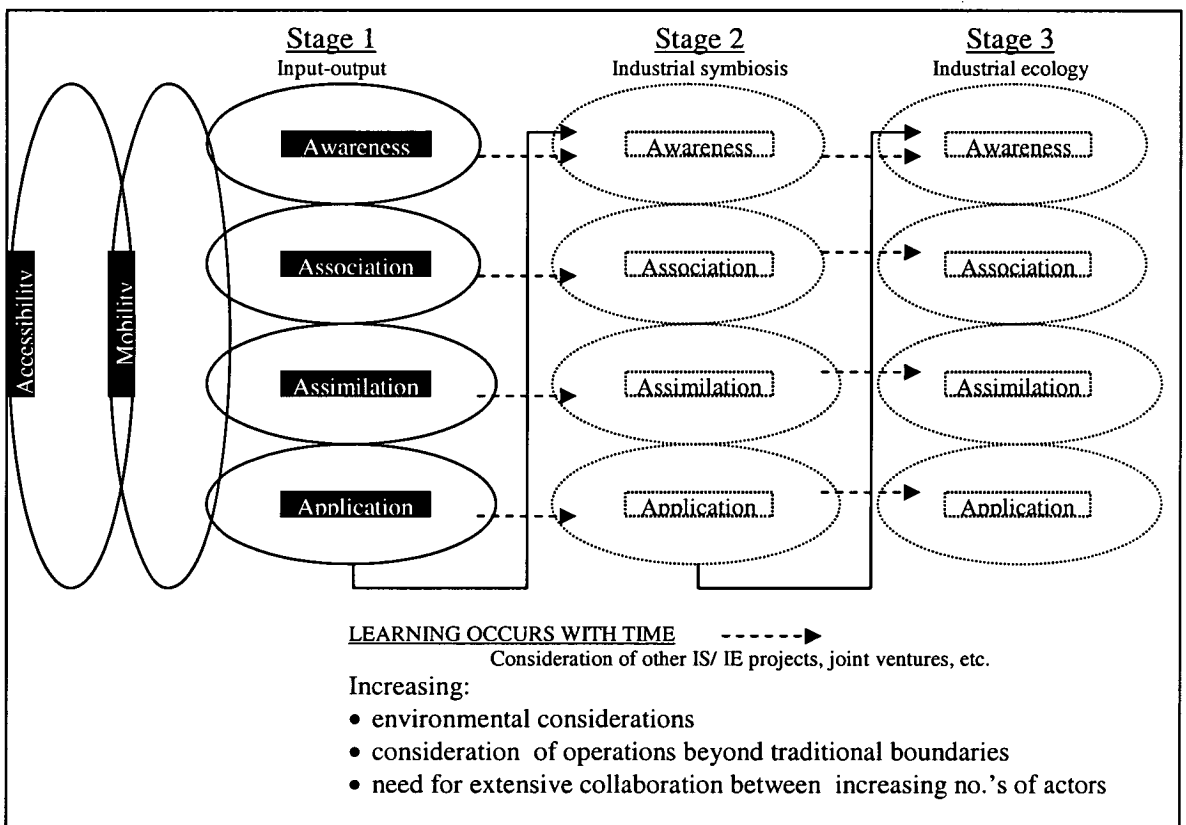 Stage 1
Input-output
Stage 2
Industrial symbiosis
Stage 3
Industrial ecology
Accessibility
Mobility
Awareness
Awareness
Awareness
Association
Association
Association
Assimilation
Assimilation
Assimilation
Application
Application
Application
LEARNING OCCURS WITH TIME
Consideration of other IS/ IE projects, joint ventures, etc.
Increasing:
• environmental considerations
• consideration of operations beyond traditional boundaries
• need for extensive collaboration between increasing no.'s of actors